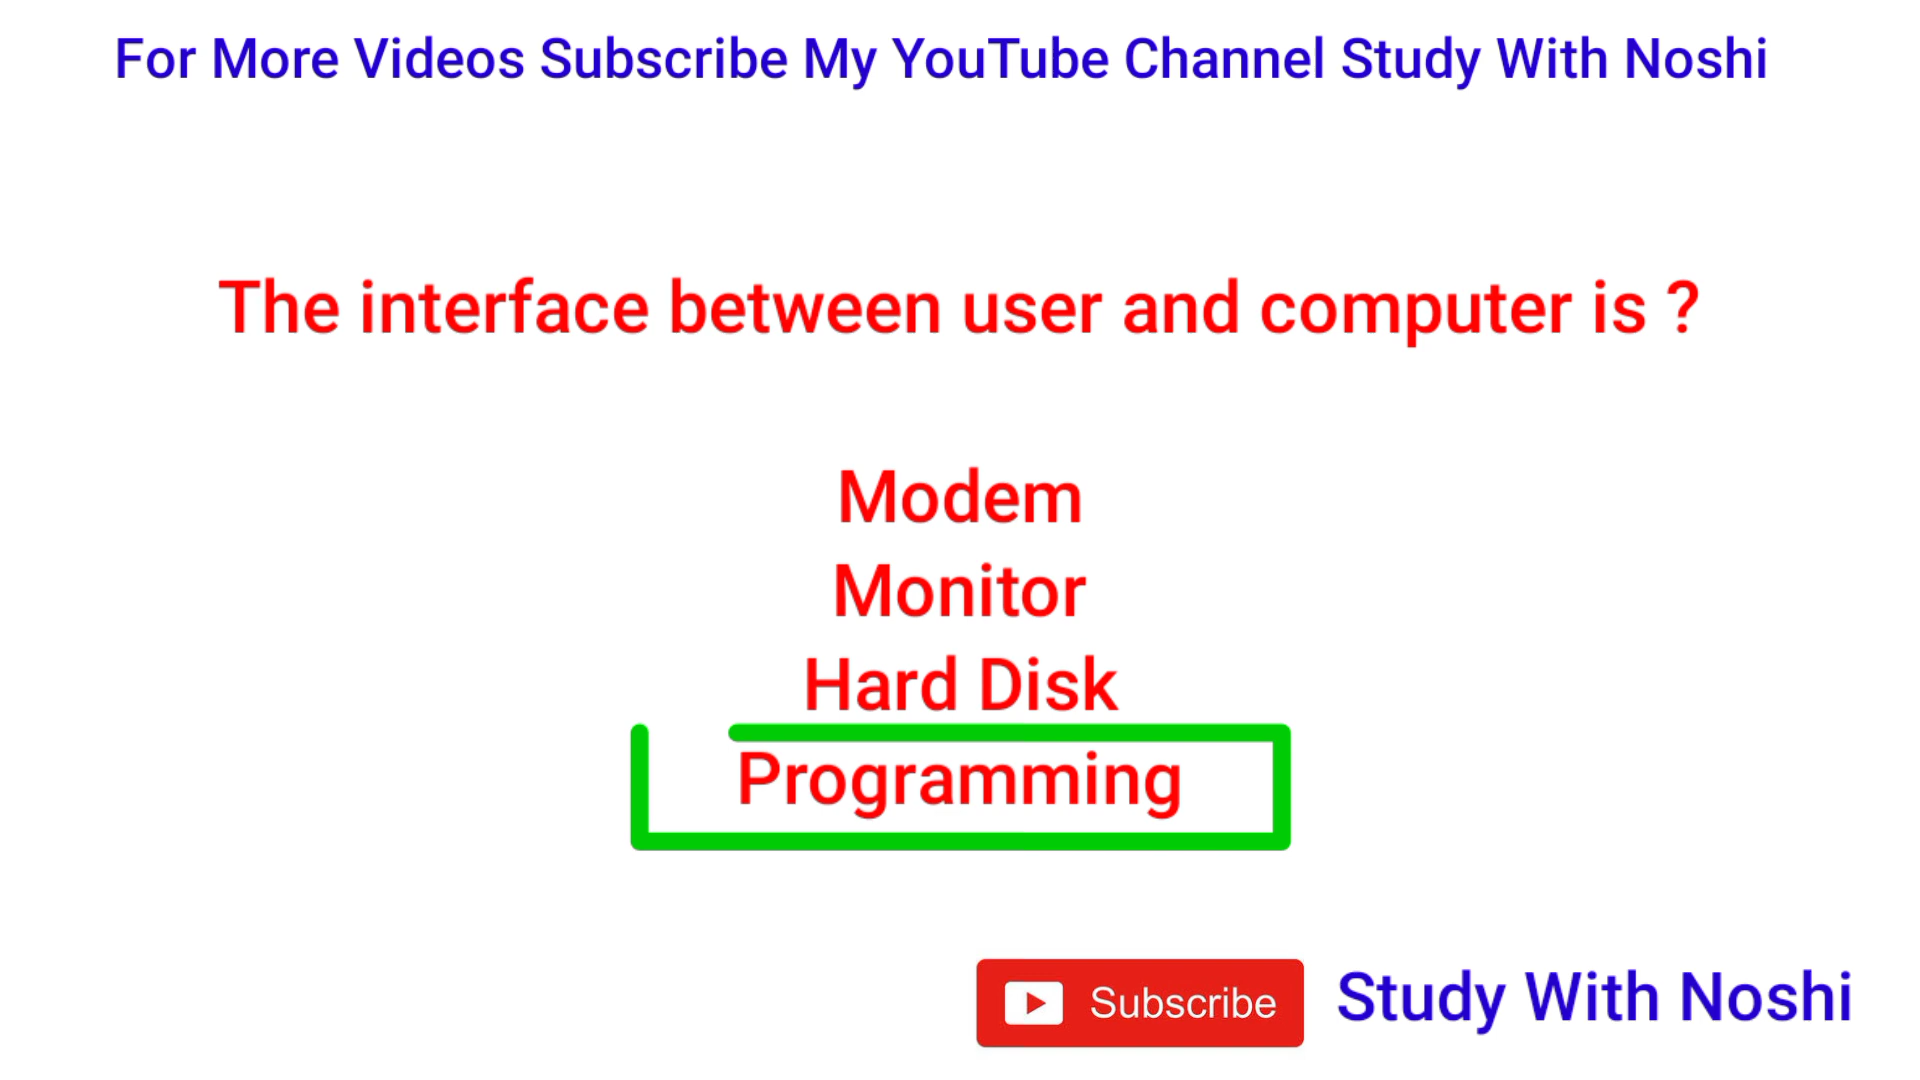 For More Videos Subscribe My YouTube Channel Study With Noshi
The interface between user and computer is ?
Modem
Monitor
Hard Disk
Programming
Subscribe Study With Noshi